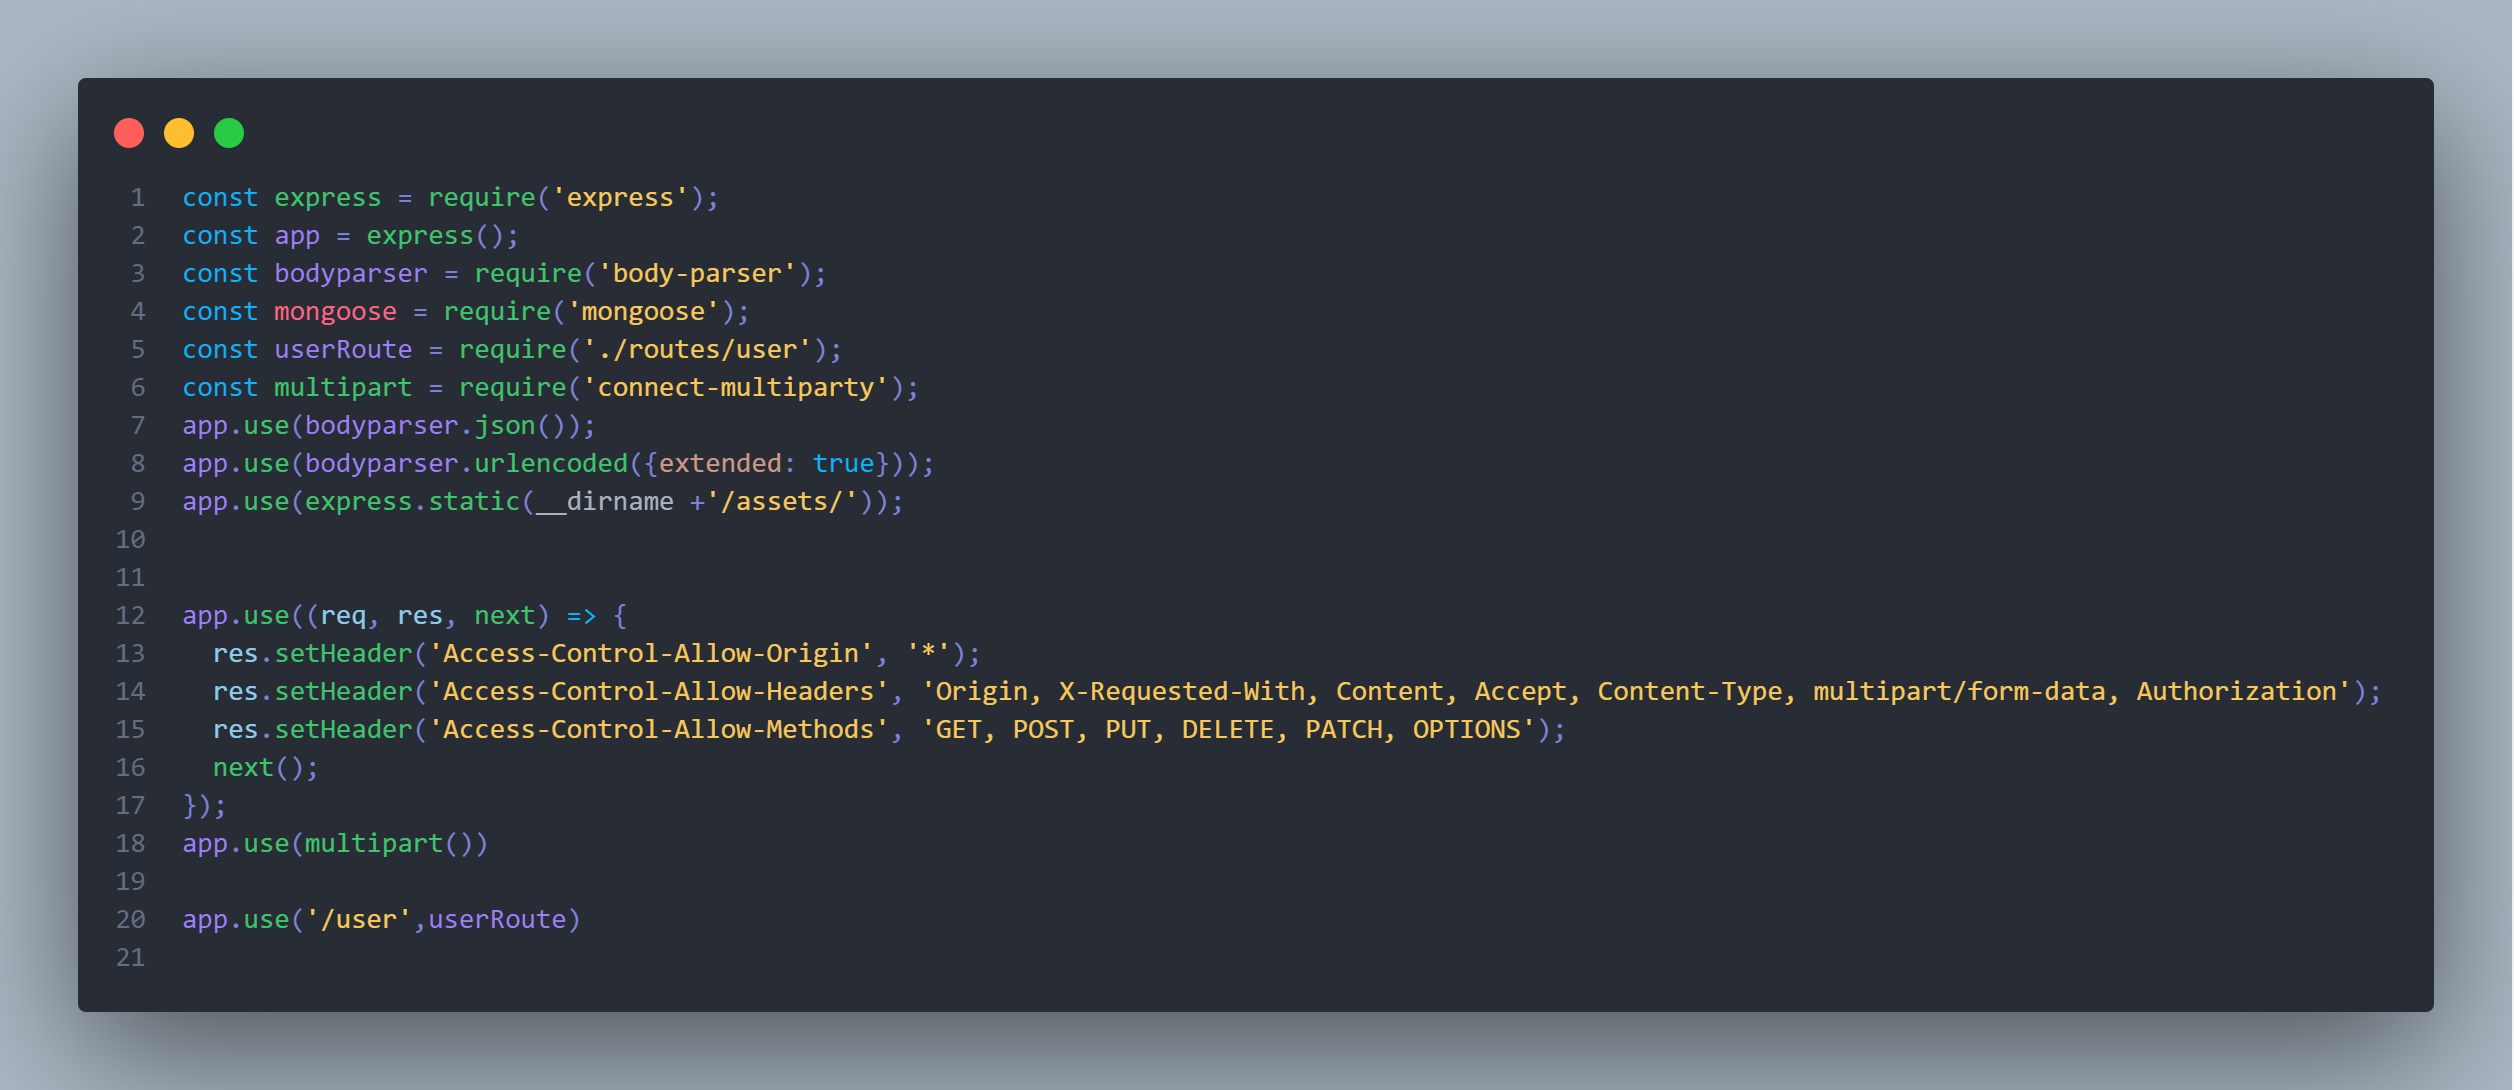 1 const express = require('express');
2 const app = express();
3 const bodyparser = require('body-parser');
4 const mongoose = require('mongoose');
5 const userRoute = require('./routes/user');
6 const multipart = require('connect-multiparty');
7 app.use(bodyparser.json());
8 app.use(bodyparser.urlencoded({extended: true}));
9 app.use(express.static(__dirname +'/assets/'));
10
11
12 app.use((req, res, next) => {
13   res.setHeader('Access-Control-Allow-Origin', '*');
14   res.setHeader('Access-Control-Allow-Headers', 'Origin, X-Requested-With, Content, Accept, Content-Type, multipart/form-data, Authorization');
15   res.setHeader('Access-Control-Allow-Methods', 'GET, POST, PUT, DELETE, PATCH, OPTIONS');
16   next();
17 });
18 app.use(multipart())
19
20 app.use('/user',userRoute)
21